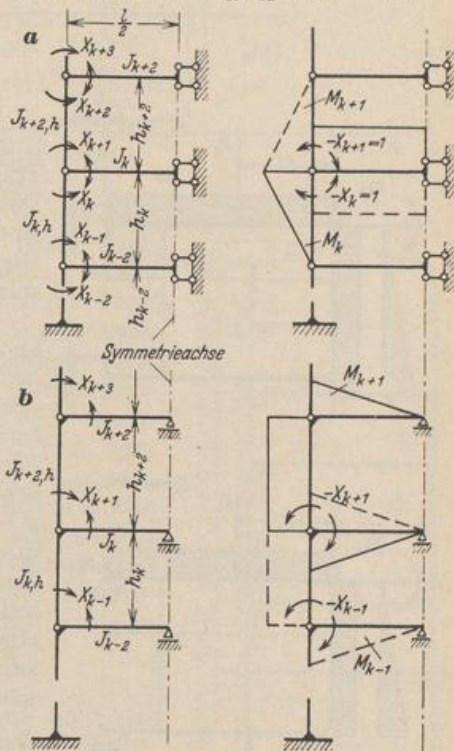 a
l/2
X_{k+3}
J_{k+2}
X_{k+2}
J_{k+2,h}
h_{k+2}
X_{k+1}
J_k
X_k
J_{k,h}
h_k
X_{k-1}
J_{k-2}
X_{k-2}
h_{k-2}
M_{k+1}
-X_{k+1}=1
-X_k=1
M_k
Symmetrieachse
b
X_{k+3}
J_{k+2}
J_{k+2,h}
h_{k+2}
X_{k+1}
J_k
J_{k,h}
h_k
X_{k-1}
J_{k-2}
M_{k+1}
-X_{k+1}
-X_{k-1}
M_{k-1}